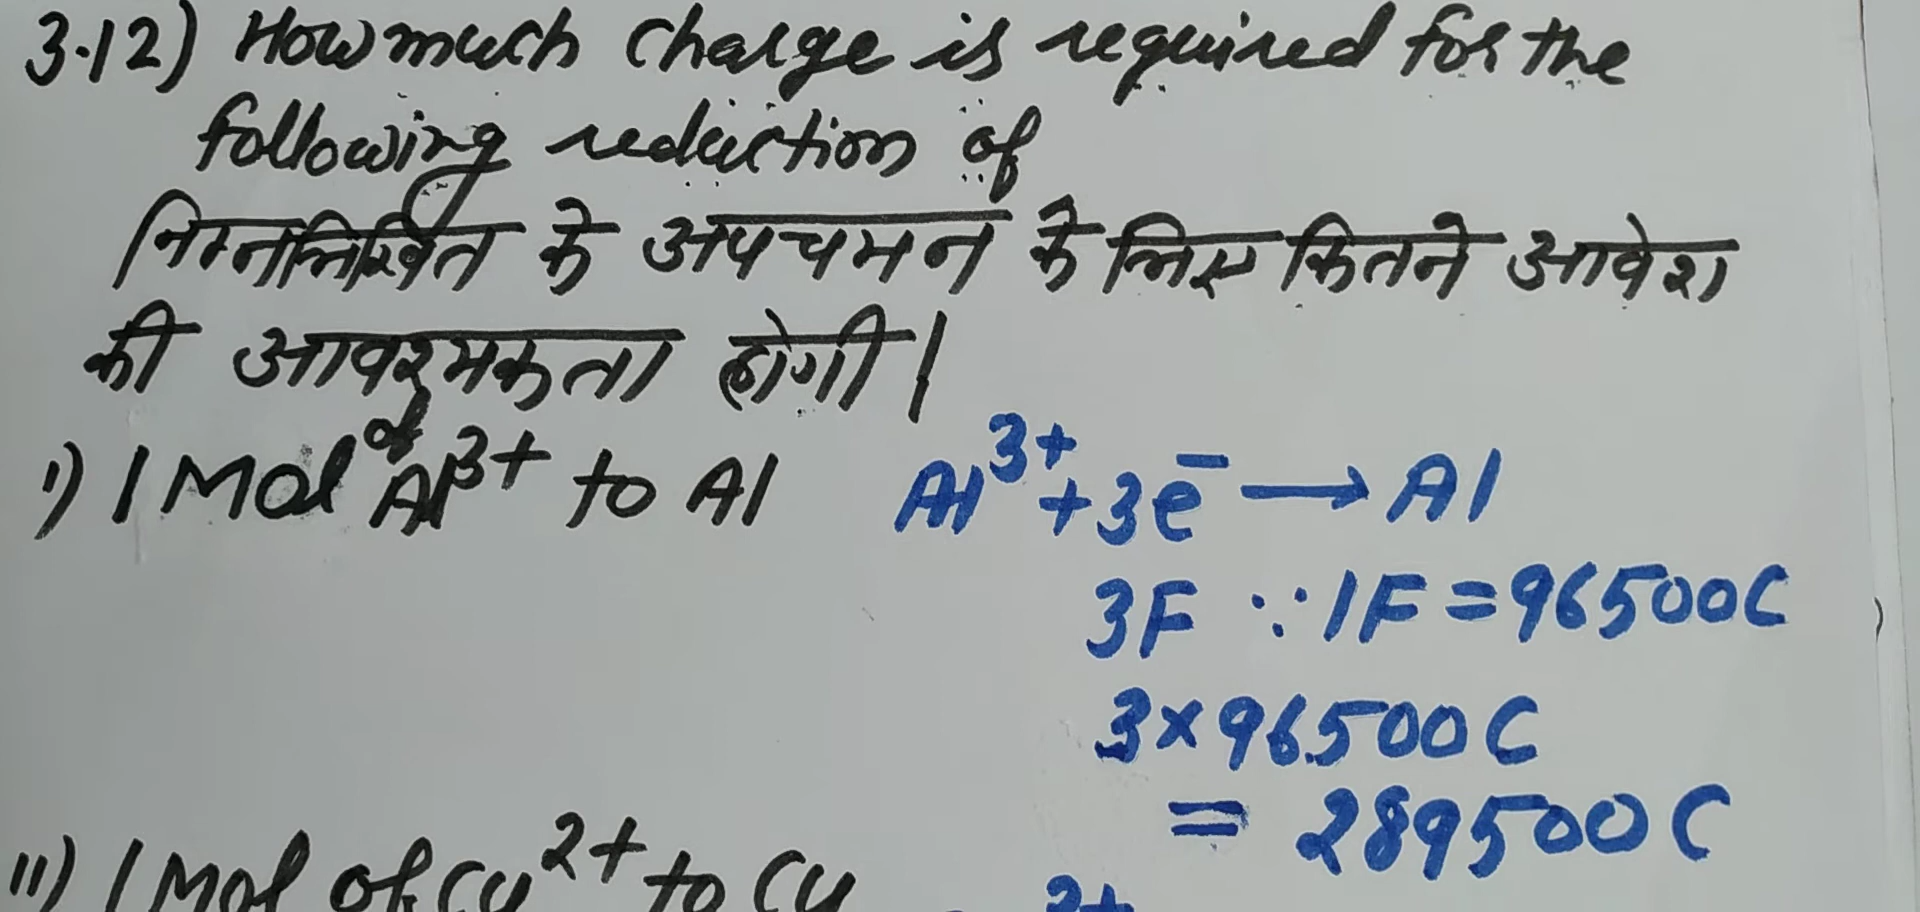 3.12) How much charge is required for the
following reduction of
निम्नलिखित के अपचयन के लिए कितने आवेश
की आवश्यकता होगी |
i) 1 Mol of Al³⁺ to Al Al³⁺ + 3e⁻ → Al
3F ∵ 1F = 96500C
3×96500C
= 289500C
ii) 1 Mol of Cu²⁺ to Cu
2+